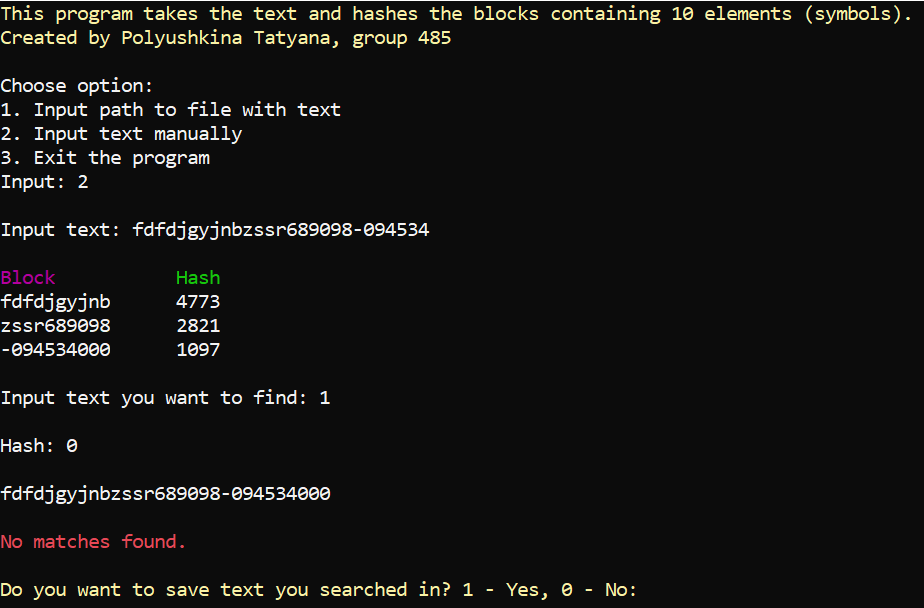 This program takes the text and hashes the blocks containing 10 elements (symbols).
Created by Polyushkina Tatyana, group 485
Choose option:
1. Input path to file with text
2. Input text manually
3. Exit the program
Input: 2
Input text: fdfdjgyjnbzssr689098-094534
Block Hash
fdfdjgyjnb 4773
zssr689098 2821
-094534000 1097
Input text you want to find: 1
Hash: 0
fdfdjgyjnbzssr689098-094534000
No matches found.
Do you want to save text you searched in? 1 - Yes, 0 - No: